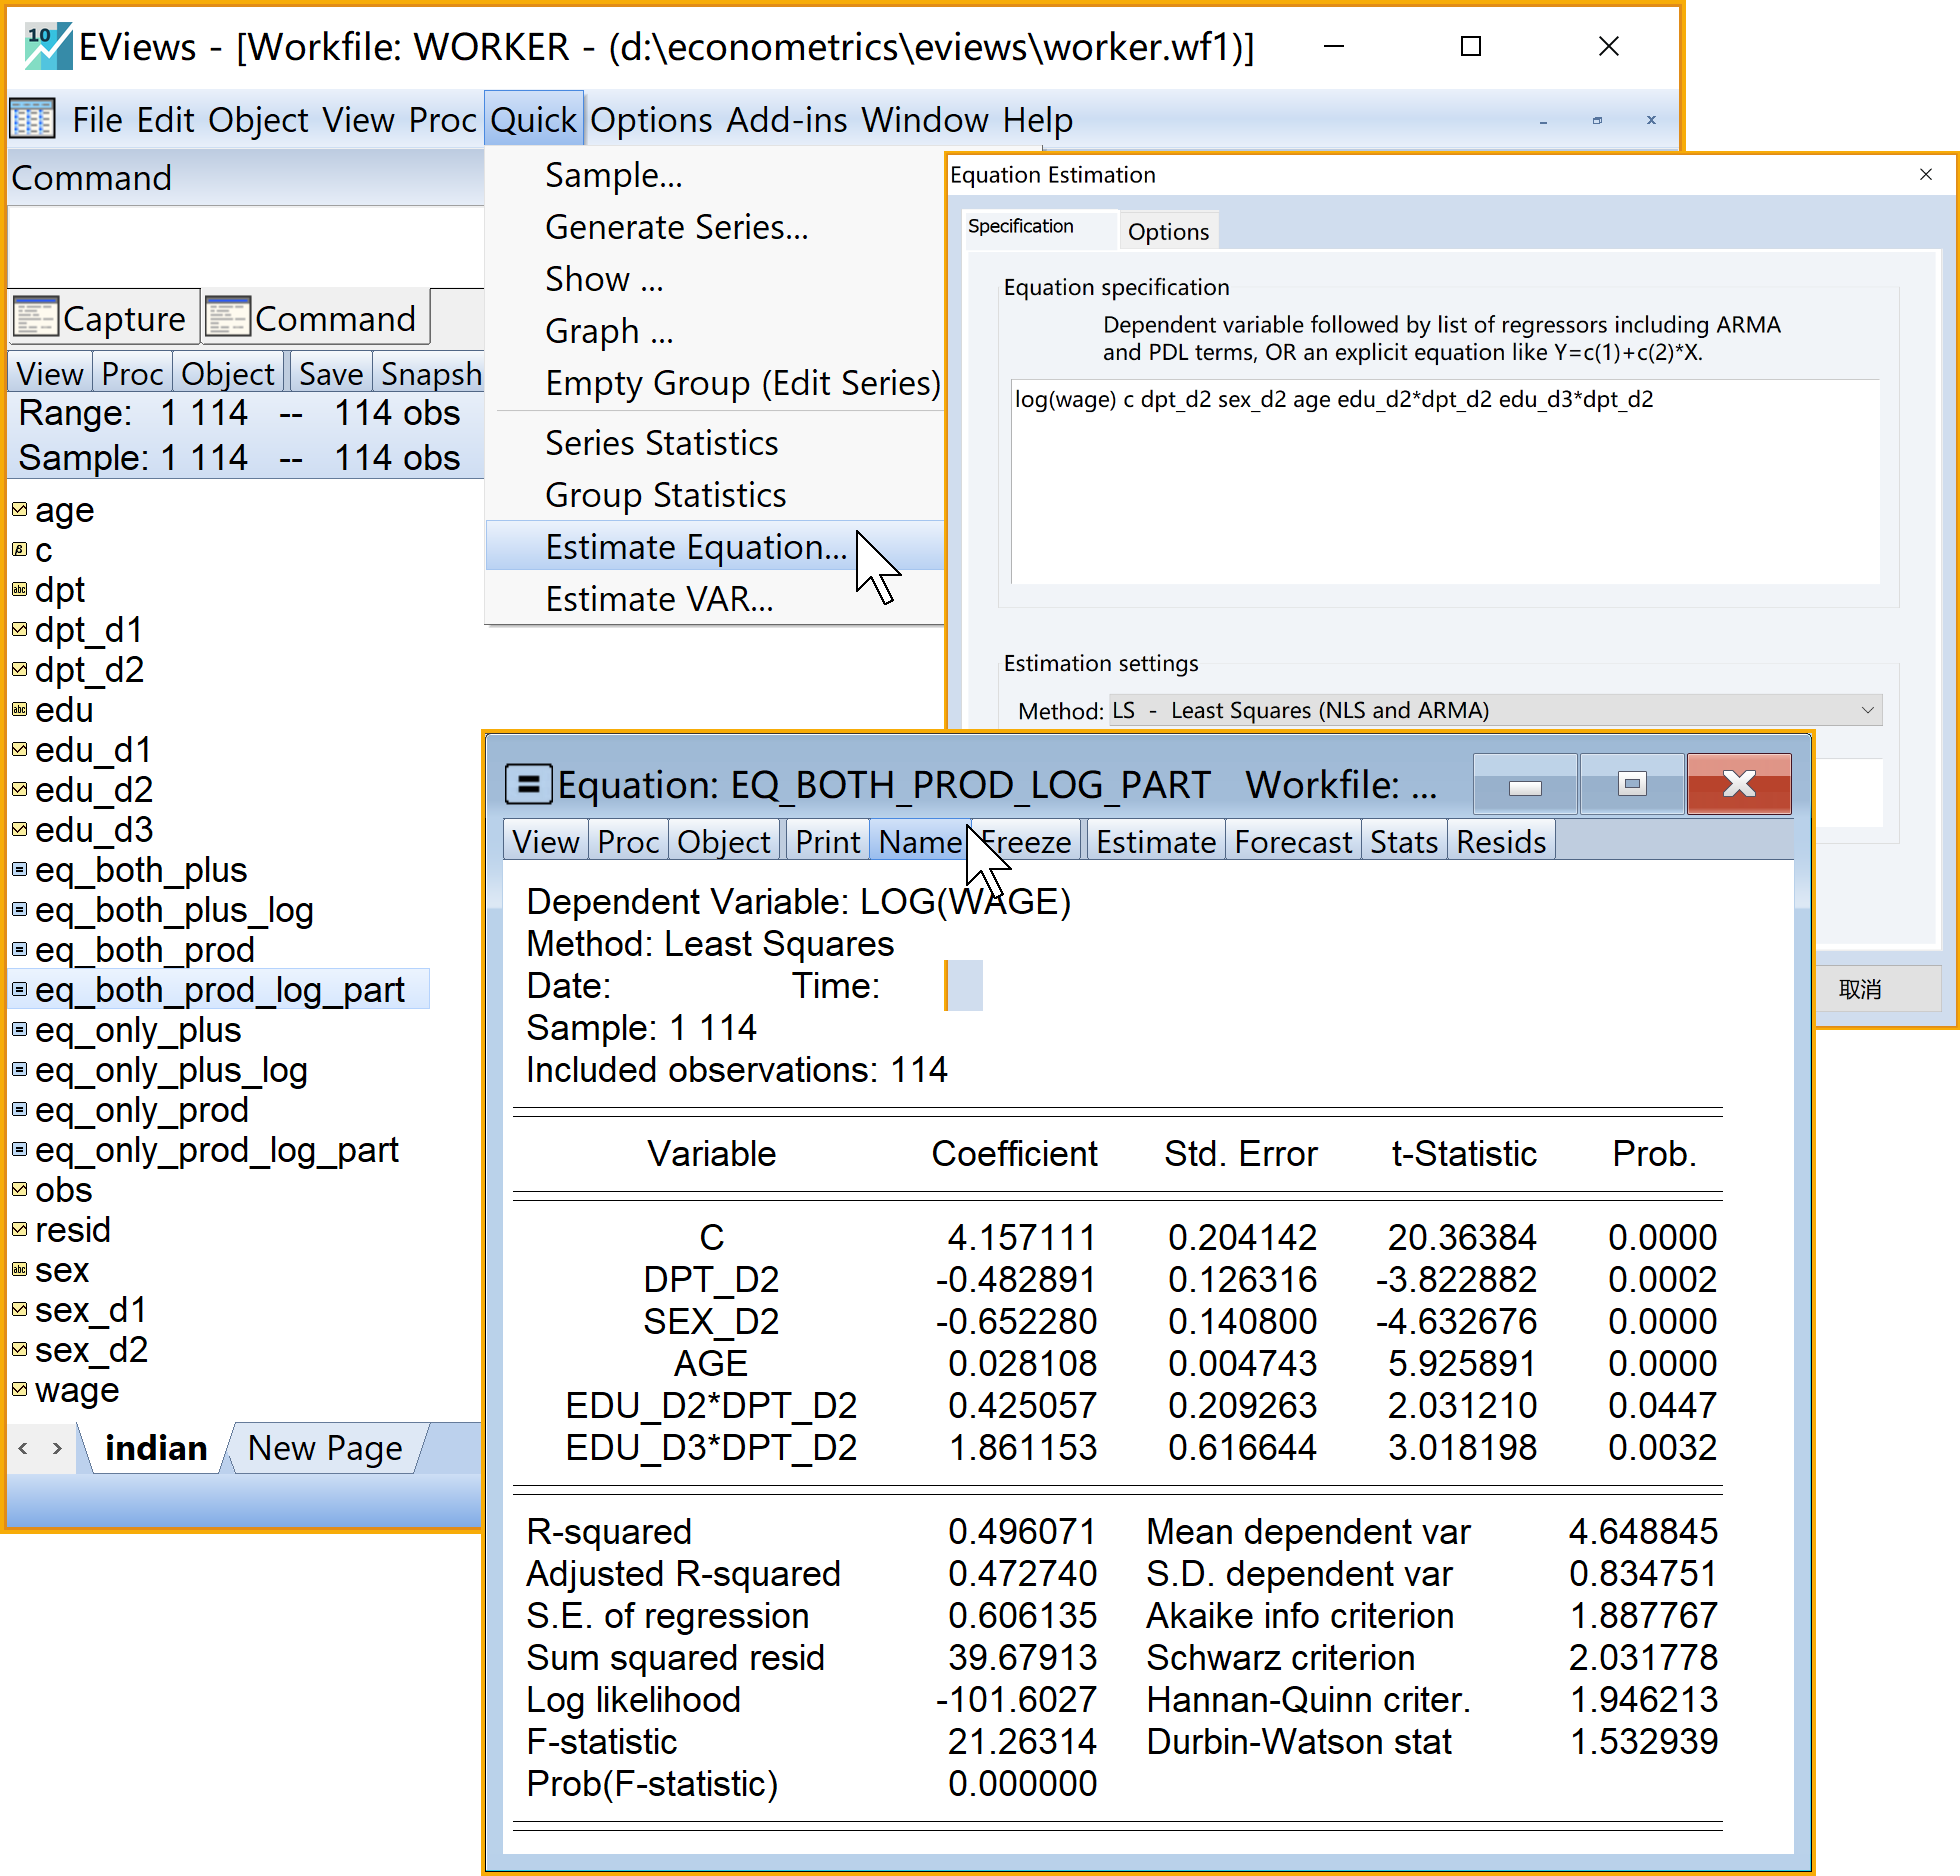 10 EViews - [Workfile: WORKER - (d:\econometrics\eviews\worker.wf1)]
File Edit Object View Proc Quick Options Add-ins Window Help
Command
Capture Command
View Proc Object Save Snapsh
Range: 1 114 -- 114 obs
Sample: 1 114 -- 114 obs
age
c
dpt
dpt_d1
dpt_d2
edu
edu_d1
edu_d2
edu_d3
eq_both_plus
eq_both_plus_log
eq_both_prod
eq_both_prod_log_part
eq_only_plus
eq_only_plus_log
eq_only_prod
eq_only_prod_log_part
obs
resid
sex
sex_d1
sex_d2
wage
indian New Page
Sample...
Generate Series...
Show ...
Graph ...
Empty Group (Edit Series)
Series Statistics
Group Statistics
Estimate Equation...
Estimate VAR...
Equation Estimation
Specification Options
Equation specification
Dependent variable followed by list of regressors including ARMA
and PDL terms, OR an explicit equation like Y=c(1)+c(2)*X.
log(wage) c dpt_d2 sex_d2 age edu_d2*dpt_d2 edu_d3*dpt_d2
Estimation settings
Method: LS - Least Squares (NLS and ARMA)
取消
Equation: EQ_BOTH_PROD_LOG_PART Workfile: ...
View Proc Object Print Name Freeze Estimate Forecast Stats Resids
Dependent Variable: LOG(WAGE)
Method: Least Squares
Date: Time:
Sample: 1 114
Included observations: 114
Variable Coefficient Std. Error t-Statistic Prob.
C 4.157111 0.204142 20.36384 0.0000
DPT_D2 -0.482891 0.126316 -3.822882 0.0002
SEX_D2 -0.652280 0.140800 -4.632676 0.0000
AGE 0.028108 0.004743 5.925891 0.0000
EDU_D2*DPT_D2 0.425057 0.209263 2.031210 0.0447
EDU_D3*DPT_D2 1.861153 0.616644 3.018198 0.0032
R-squared 0.496071 Mean dependent var 4.648845
Adjusted R-squared 0.472740 S.D. dependent var 0.834751
S.E. of regression 0.606135 Akaike info criterion 1.887767
Sum squared resid 39.67913 Schwarz criterion 2.031778
Log likelihood -101.6027 Hannan-Quinn criter. 1.946213
F-statistic 21.26314 Durbin-Watson stat 1.532939
Prob(F-statistic) 0.000000